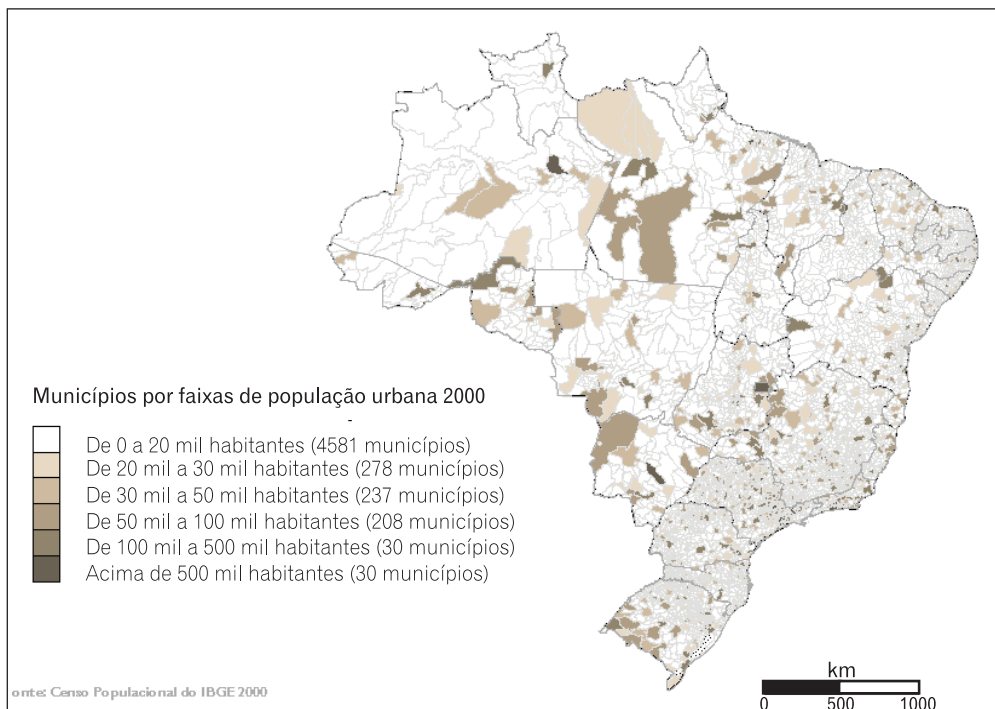 Municípios por faixas de população urbana 2000
De 0 a 20 mil habitantes (4581 municípios)
De 20 mil a 30 mil habitantes (278 municípios)
De 30 mil a 50 mil habitantes (237 municípios)
De 50 mil a 100 mil habitantes (208 municípios)
De 100 mil a 500 mil habitantes (30 municípios)
Acima de 500 mil habitantes (30 municípios)
onte: Censo Populacional do IBGE 2000
km
0 500 1000